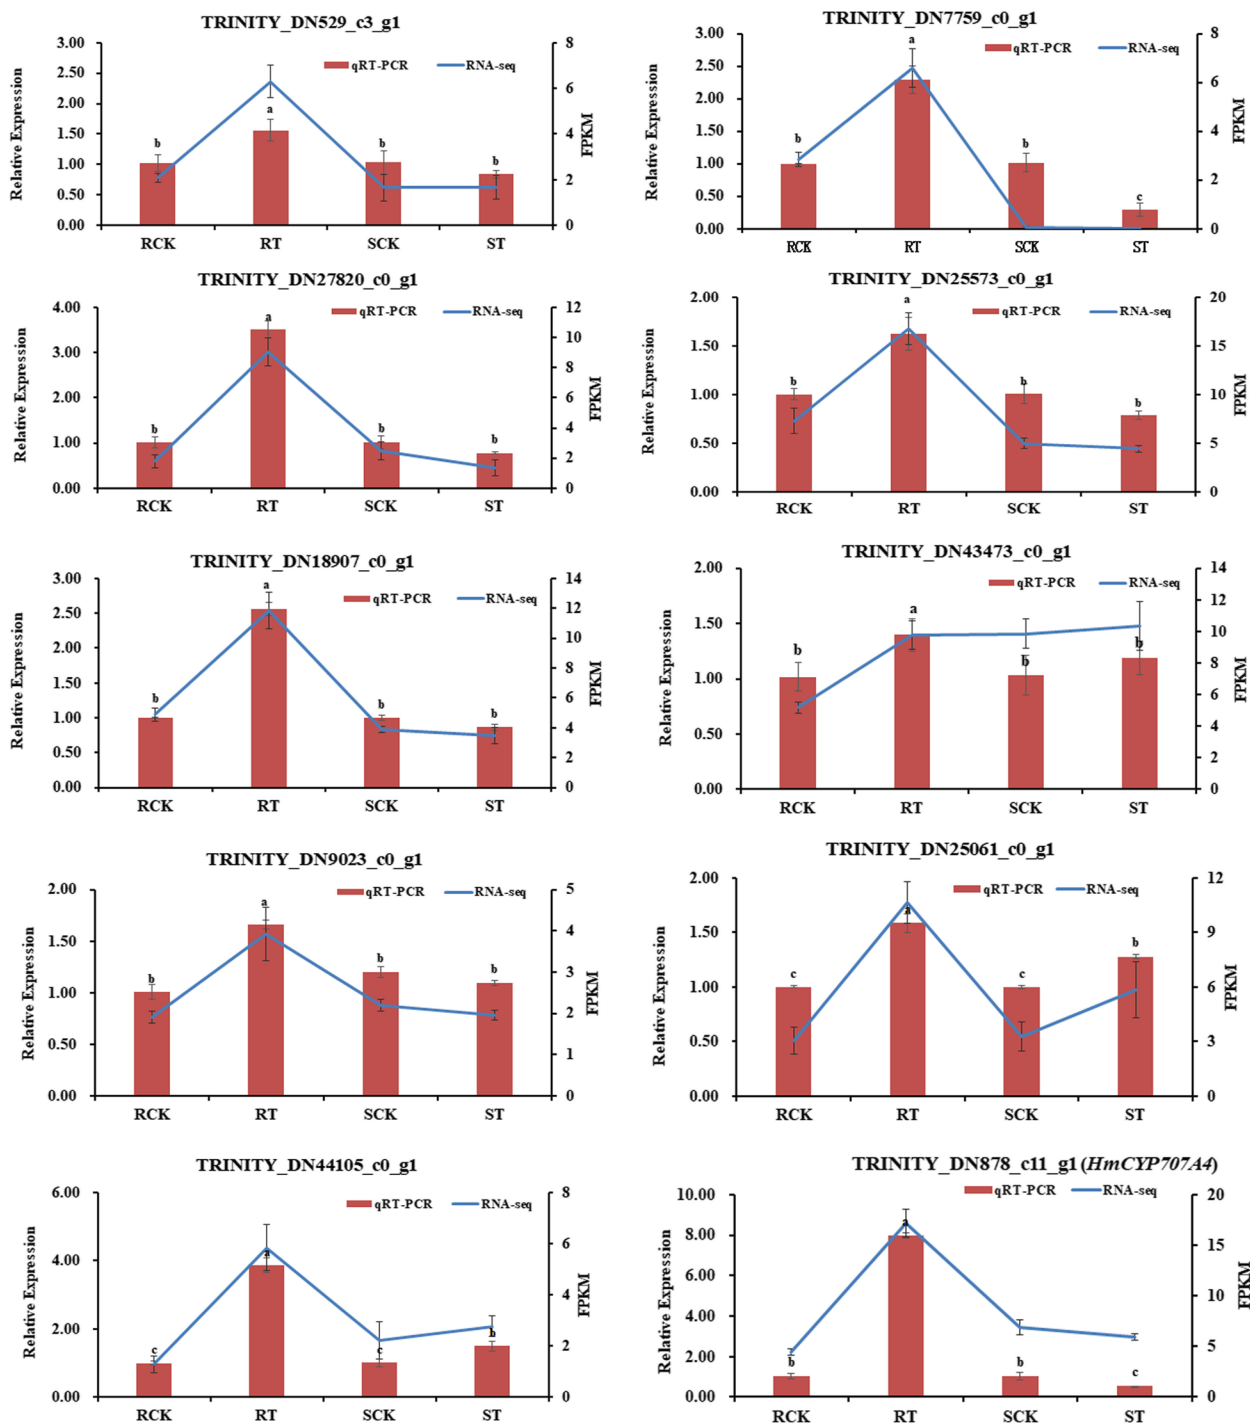 TRINITY_DN529_c3_g1
qRT-PCR RNA-seq
Relative Expression
3.00
2.50
2.00
1.50
1.00
0.50
0.00
b a b b
8
6
4
2
0
FPKM
RCK RT SCK ST
TRINITY_DN7759_c0_g1
qRT-PCR RNA-seq
Relative Expression
3.00
2.50
2.00
1.50
1.00
0.50
0.00
b a b c
8
6
4
2
0
FPKM
RCK RT SCK ST
TRINITY_DN27820_c0_g1
qRT-PCR RNA-seq
Relative Expression
4.00
3.00
2.00
1.00
0.00
b a b b
12
10
8
6
4
2
0
FPKM
RCK RT SCK ST
TRINITY_DN25573_c0_g1
qRT-PCR RNA-seq
Relative Expression
2.00
1.50
1.00
0.50
0.00
b a b b
20
15
10
5
0
FPKM
RCK RT SCK ST
TRINITY_DN18907_c0_g1
qRT-PCR RNA-seq
Relative Expression
3.00
2.50
2.00
1.50
1.00
0.50
0.00
b a b b
14
12
10
8
6
4
2
0
FPKM
RCK RT SCK ST
TRINITY_DN43473_c0_g1
qRT-PCR RNA-seq
Relative Expression
2.00
1.50
1.00
0.50
0.00
b a b b
14
12
10
8
6
4
2
0
FPKM
RCK RT SCK ST
TRINITY_DN9023_c0_g1
qRT-PCR RNA-seq
Relative Expression
2.00
1.50
1.00
0.50
0.00
b a b b
5
4
3
2
1
0
FPKM
RCK RT SCK ST
TRINITY_DN25061_c0_g1
qRT-PCR RNA-seq
Relative Expression
2.00
1.50
1.00
0.50
0.00
c a c b
12
9
6
3
0
FPKM
RCK RT SCK ST
TRINITY_DN44105_c0_g1
qRT-PCR RNA-seq
Relative Expression
6.00
4.00
2.00
0.00
c a c b
8
6
4
2
0
FPKM
RCK RT SCK ST
TRINITY_DN878_c11_g1 (HmCYP707A4)
qRT-PCR RNA-seq
Relative Expression
10.00
8.00
6.00
4.00
2.00
0.00
b a b c
20
15
10
5
0
FPKM
RCK RT SCK ST